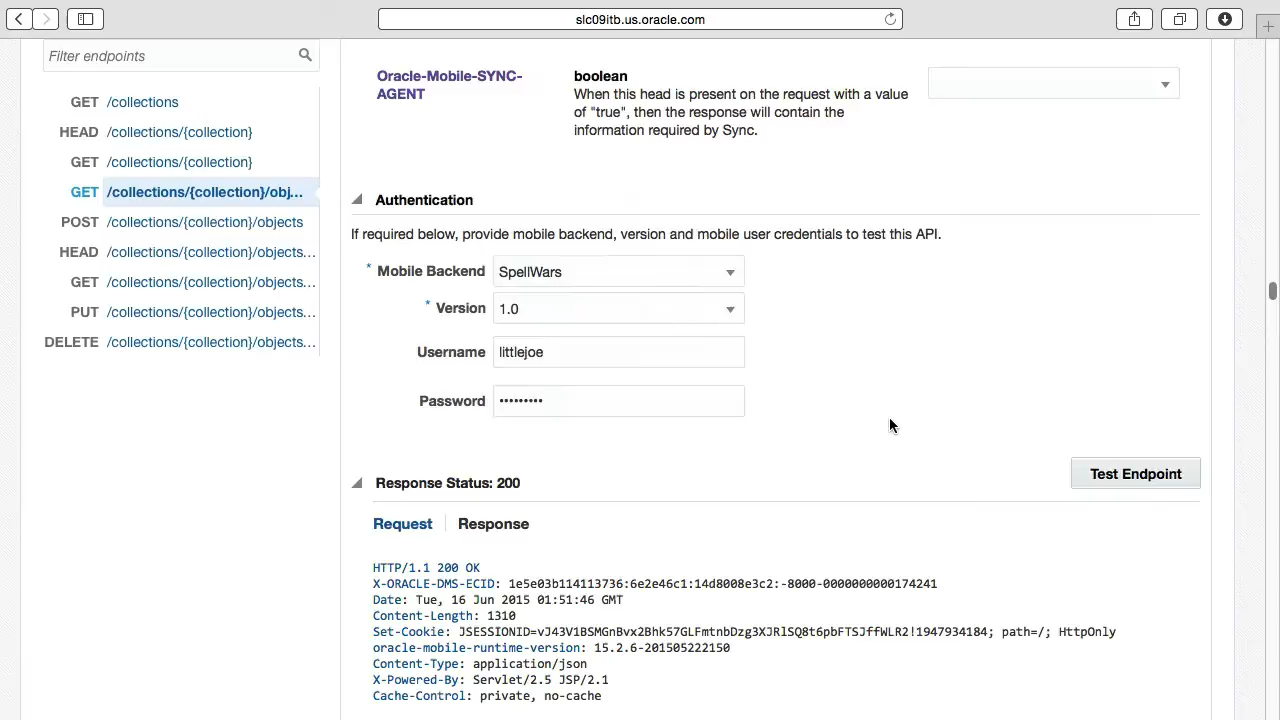 slc09itb.us.oracle.com
Filter endpoints
GET /collections
HEAD /collections/{collection}
GET /collections/{collection}
GET /collections/{collection}/obj...
POST /collections/{collection}/objects
HEAD /collections/{collection}/objects...
GET /collections/{collection}/objects...
PUT /collections/{collection}/objects...
DELETE /collections/{collection}/objects...
Oracle-Mobile-SYNC-
AGENT
boolean
When this head is present on the request with a value
of "true", then the response will contain the
information required by Sync.
Authentication
If required below, provide mobile backend, version and mobile user credentials to test this API.
* Mobile Backend SpellWars
* Version 1.0
Username littlejoe
Password •••••••••
Test Endpoint
Response Status: 200
Request Response
HTTP/1.1 200 OK
X-ORACLE-DMS-ECID: 1e5e03b114113736:6e2e46c1:14d8008e3c2:-8000-0000000000174241
Date: Tue, 16 Jun 2015 01:51:46 GMT
Content-Length: 1310
Set-Cookie: JSESSIONID=vJ43V1BSMGnBvx2Bhk57GLFmtnbDzg3XJRlSQ8t6pbFTSJffWLR2!1947934184; path=/; HttpOnly
oracle-mobile-runtime-version: 15.2.6-201505222150
Content-Type: application/json
X-Powered-By: Servlet/2.5 JSP/2.1
Cache-Control: private, no-cache